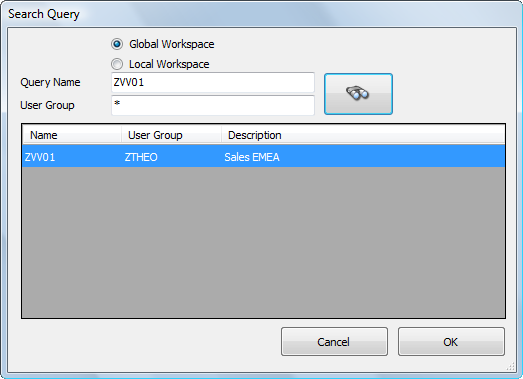 Search Query
Global Workspace
Local Workspace
Query Name ZVV01
User Group *
Name User Group Description
ZVV01 ZTHEO Sales EMEA
Cancel OK